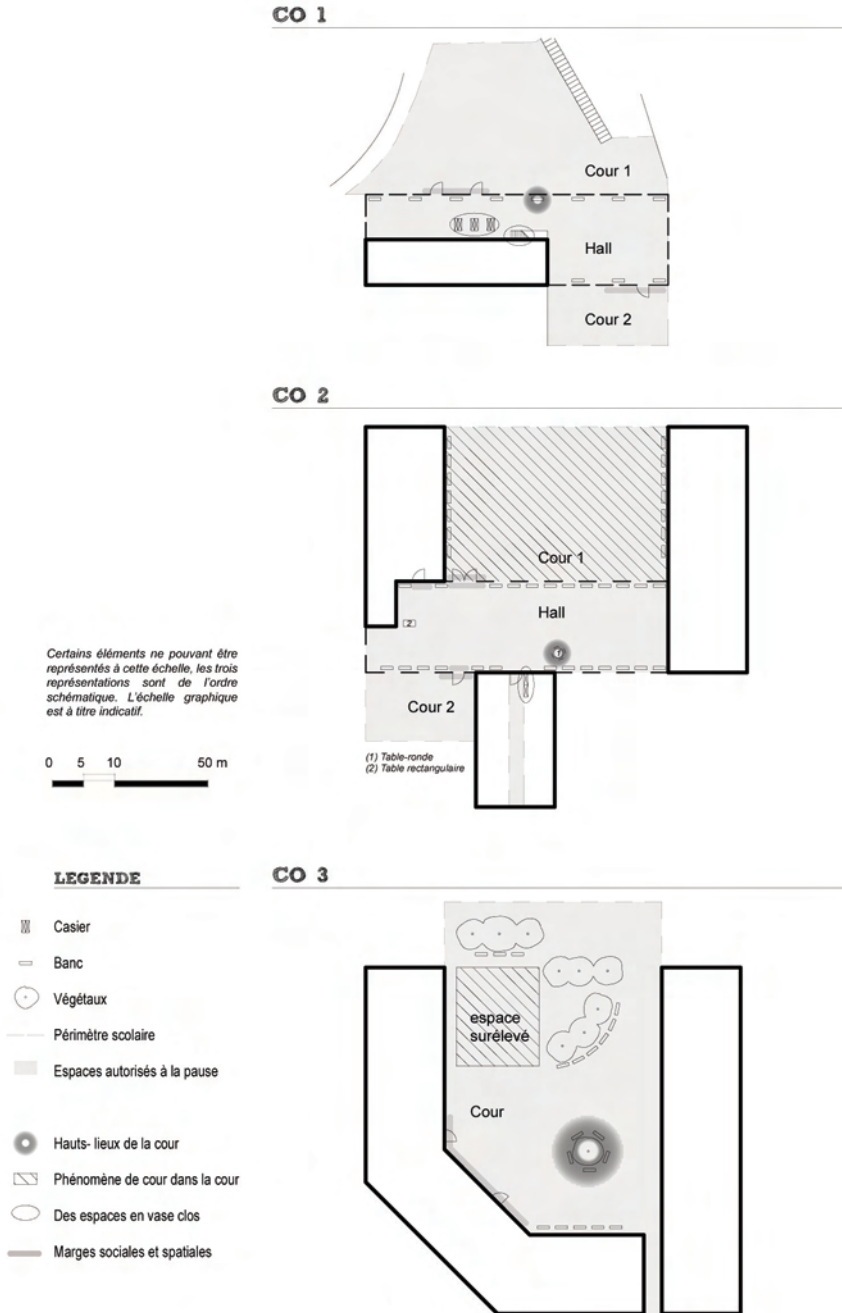 CO 1
Cour 1
Hall
Cour 2
CO 2
Cour 1
Hall
2
Cour 2
(1) Table-ronde
(2) Table rectangulaire
Certains éléments ne pouvant être
représentés à cette échelle, les trois
représentations sont de l'ordre
schématique. L'échelle graphique
est à titre indicatif.
0 5 10 50 m
LEGENDE
Casier
Banc
Végétaux
Périmètre scolaire
Espaces autorisés à la pause
Hauts- lieux de la cour
Phénomène de cour dans la cour
Des espaces en vase clos
Marges sociales et spatiales
CO 3
espace
surélevé
Cour